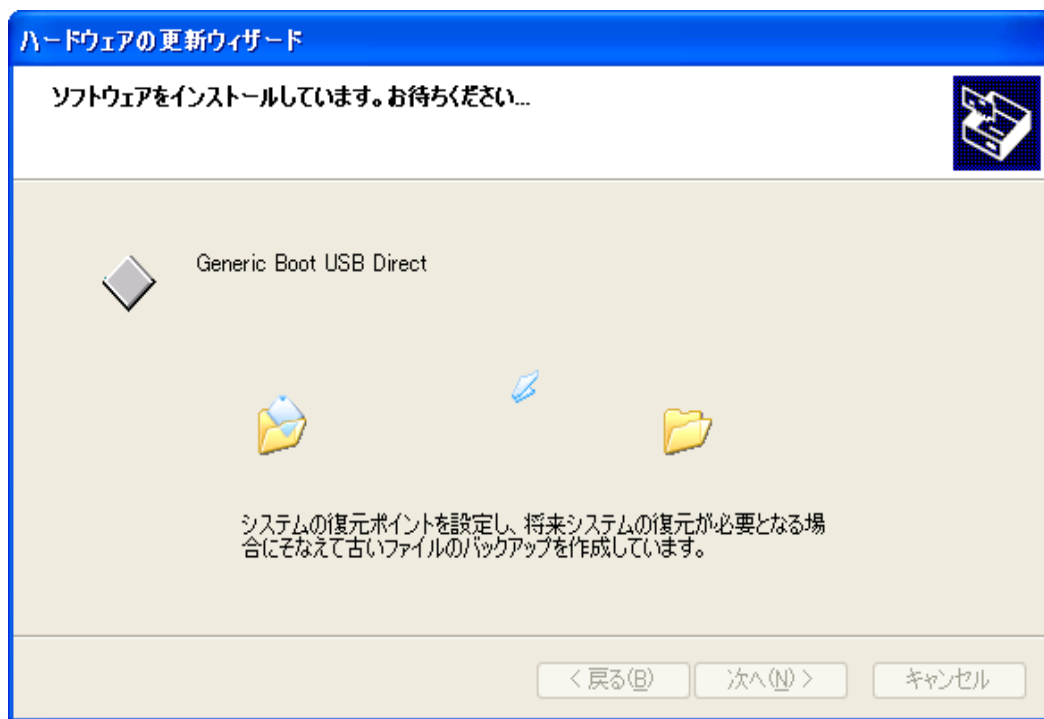 ハードウェアの更新ウィザード
ソフトウェアをインストールしています。お待ちください...
Generic Boot USB Direct
システムの復元ポイントを設定し、将来システムの復元が必要となる場
合にそなえて古いファイルのバックアップを作成しています。
< 戻る(B) 次へ(N) > キャンセル